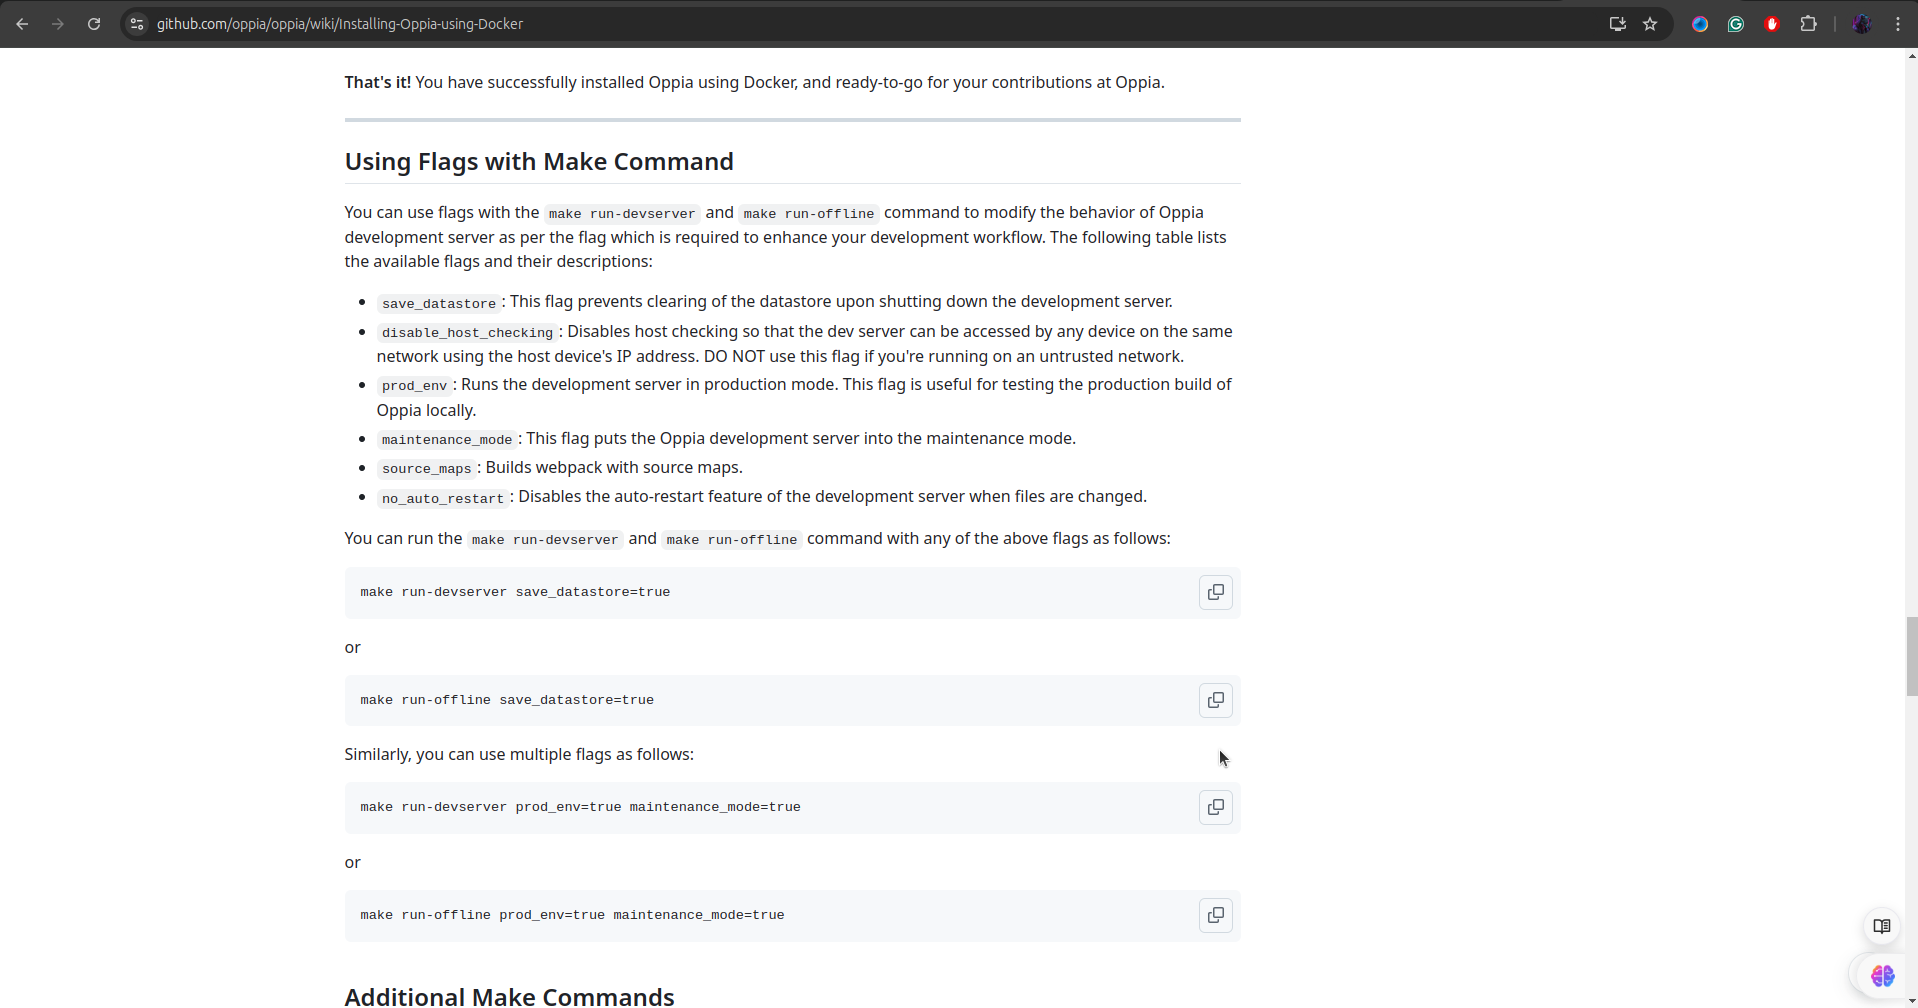 github.com/oppia/oppia/wiki/Installing-Oppia-using-Docker
That's it! You have successfully installed Oppia using Docker, and ready-to-go for your contributions at Oppia.
Using Flags with Make Command
You can use flags with the make run-devserver and make run-offline command to modify the behavior of Oppia
development server as per the flag which is required to enhance your development workflow. The following table lists
the available flags and their descriptions:
save_datastore : This flag prevents clearing of the datastore upon shutting down the development server.
disable_host_checking : Disables host checking so that the dev server can be accessed by any device on the same
network using the host device's IP address. DO NOT use this flag if you're running on an untrusted network.
prod_env : Runs the development server in production mode. This flag is useful for testing the production build of
Oppia locally.
maintenance_mode : This flag puts the Oppia development server into the maintenance mode.
source_maps : Builds webpack with source maps.
no_auto_restart : Disables the auto-restart feature of the development server when files are changed.
You can run the make run-devserver and make run-offline command with any of the above flags as follows:
make run-devserver save_datastore=true
or
make run-offline save_datastore=true
Similarly, you can use multiple flags as follows:
make run-devserver prod_env=true maintenance_mode=true
or
make run-offline prod_env=true maintenance_mode=true
Additional Make Commands